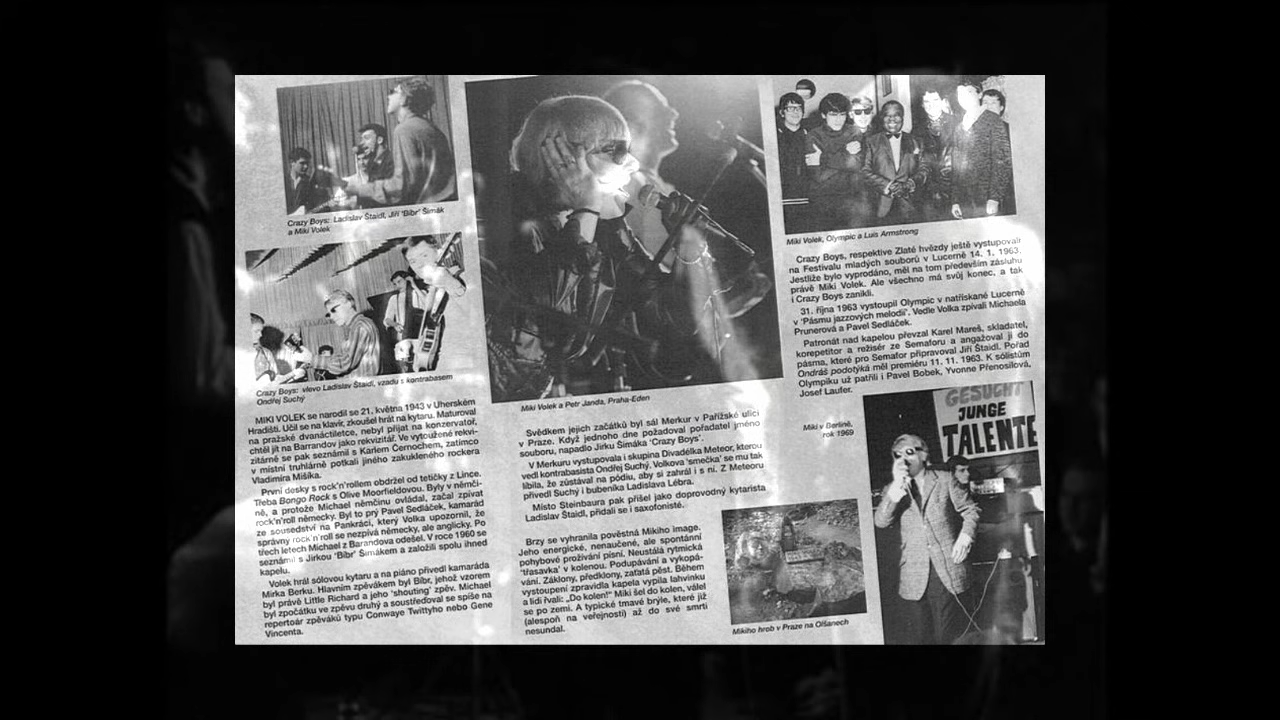 Crazy Boys: Ladislav Štaidl, Jiří 'Bíbr' Šimák
a Miki Volek
Crazy Boys: vlevo Ladislav Štaidl, vzadu s kontrabasem
Ondřej Suchý
MIKI VOLEK se narodil se 21. května 1943 v Uherském
Hradišti. Učil se na klavír, zkoušel hrát na kytaru. Maturoval
na pražské dvanáctiletce, nebyl přijat na konzervatoř,
chtěl jít na Barrandov jako rekvizitář. Ve vytoužené rekvi-
zitárně se pak seznámil s Karlem Černochem, zatímco
v místní truhlárně potkali jiného zakukleného rockera
Vladimíra Mišíka.
První desky s rock'n'rollem obdržel od tetičky z Lince.
Třeba Bongo Rock s Olive Moorfieldovou. Byly v němči-
ně, a protože Michael němčinu ovládal, začal zpívat
rock'n'roll německy. Byl to prý Pavel Sedláček, kamarád
ze sousedství na Pankráci, který Volka upozornil, že
správný rock'n'roll se nezpívá německy, ale anglicky. Po
třech letech Michael z Barandova odešel. V roce 1960 se
seznámil s Jirkou 'Bíbr' Šimákem a založili spolu ihned
kapelu.
Volek hrál sólovou kytaru a na piáno přivedl kamaráda
Mirka Berku. Hlavním zpěvákem byl Bíbr, jehož vzorem
byl právě Little Richard a jeho 'shouting' zpěv. Michael
byl zpočátku ve zpěvu druhý a soustřeďoval se spíše na
repertoár zpěváků typu Conwaye Twittyho nebo Gene
Vincenta.
Miki Volek a Petr Janda, Praha-Eden
Svědkem jejich začátků byl sál Merkur v Pařížské ulici
v Praze. Když jednoho dne požadoval pořadatel jméno
souboru, napadlo Jirku Šimáka 'Crazy Boys'.
V Merkuru vystupovala i skupina Divadélka Meteor, kterou
vedl kontrabasista Ondřej Suchý. Volkova 'smečka' se mu tak
líbila, že zůstával na pódiu, aby si zahrál i s ní. Z Meteoru
přivedl Suchý i bubeníka Ladislava Lébra.
Místo Steinbaura pak přišel jako doprovodný kytarista
Ladislav Štaidl, přidali se i saxofonisté.
Brzy se vyhranila pověstná Mikiho image.
Jeho energické, nenaučené, ale spontánní
pohybové prožívání písní. Neustálá rytmická
'třasavka' v kolenou. Podupávání a vykopá-
vání. Záklony, předklony, zaťatá pěst. Během
vystoupení zpravidla kapela vypila lahvinku
a lidi řvali: „Do kolen!" Miki šel do kolen, válel
se po zemi. A typické tmavé brýle, které již
(alespoň na veřejnosti) až do své smrti
nesundal.
Miki Volek, Olympic a Luis Armstrong
Crazy Boys, respektive Zlaté hvězdy ještě vystupovali
na Festivalu mladých souborů v Lucerně 14. 1. 1963.
Jestliže bylo vyprodáno, měl na tom především zásluhu
právě Miki Volek. Ale všechno má svůj konec, a tak
i Crazy Boys zanikli.
31. října 1963 vystoupil Olympic v natřískané Lucerně
v 'Pásmu jazzových melodií'. Vedle Volka zpívali Michaela
Prunerová a Pavel Sedláček.
Patronát nad kapelou převzal Karel Mareš, skladatel,
korepetitor a režisér ze Semaforu a angažoval ji do
pásma, které pro Semafor připravoval Jiří Štaidl. Pořad
Ondráš podotýká měl premiéru 11. 11. 1963. K sólistům
Olympiku už patřili i Pavel Bobek, Yvonne Přenosilová,
Josef Laufer.
Miki v Berlíně,
rok 1969
GESUCHT
JUNGE
TALENTE
Mikiho hrob v Praze na Olšanech